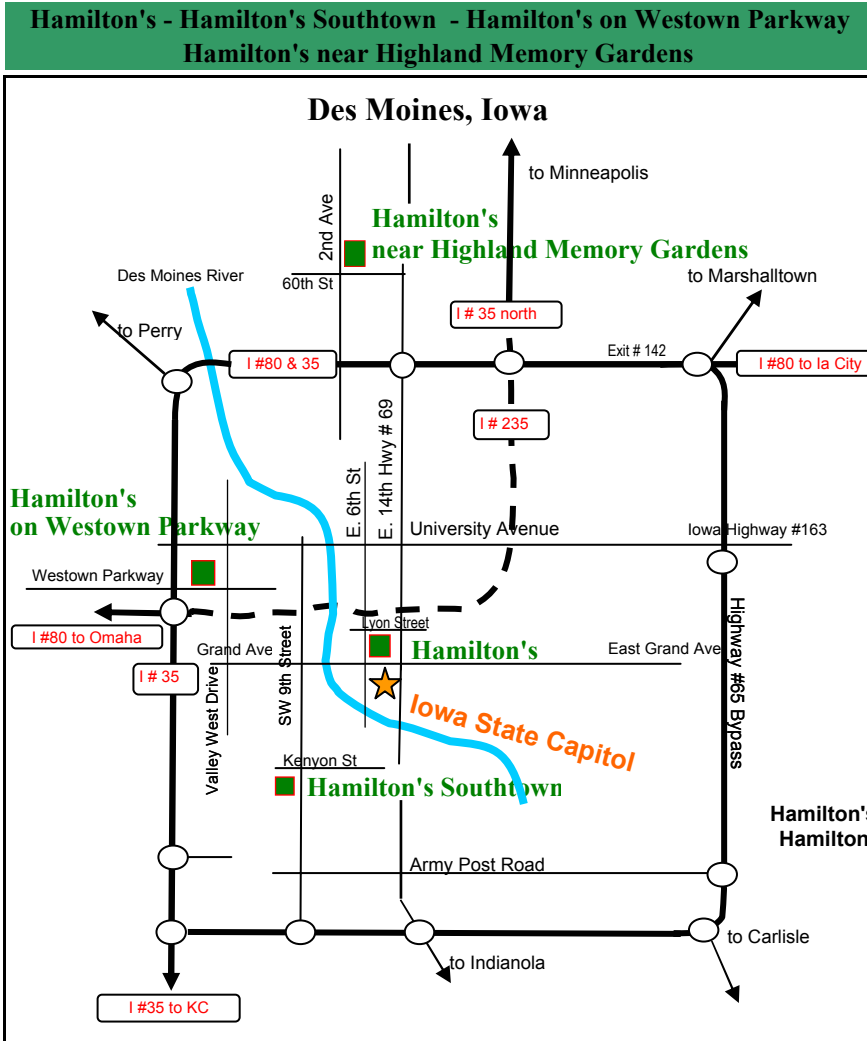 Hamilton's - Hamilton's Southtown - Hamilton's on Westown Parkway
Hamilton's near Highland Memory Gardens
Des Moines, Iowa
to Minneapolis
2nd Ave
Hamilton's
near Highland Memory Gardens
60th St
Des Moines River
to Marshalltown
I # 35 north
to Perry
I #80 & 35
Exit # 142
I #80 to Ia City
I # 235
E. 6th St
E. 14th Hwy # 69
Hamilton's
on Westown Parkway
University Avenue
Iowa Highway #163
Westown Parkway
I #80 to Omaha
Lyon Street
Grand Ave
Hamilton's
East Grand Ave
I # 35
Valley West Drive
SW 9th Street
Iowa State Capitol
Highway #65 Bypass
Kenyon St
Hamilton's Southtown
Hamilton's
Hamilton
Army Post Road
to Carlisle
to Indianola
I #35 to KC